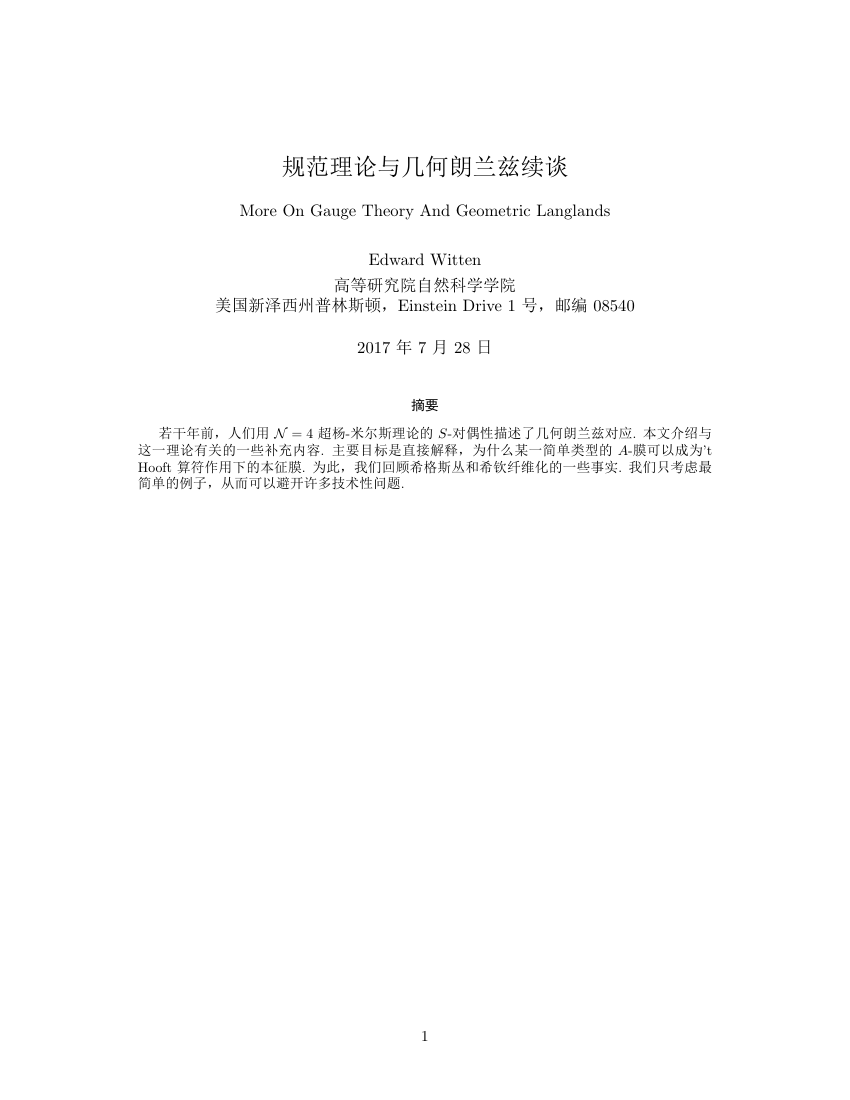 规范理论与几何朗兰兹续谈
More On Gauge Theory And Geometric Langlands
Edward Witten
高等研究院自然科学学院
美国新泽西州普林斯顿，Einstein Drive 1 号，邮编 08540
2017 年 7 月 28 日
摘要
若干年前，人们用 𝒩 = 4 超杨-米尔斯理论的 S-对偶性描述了几何朗兰兹对应. 本文介绍与
这一理论有关的一些补充内容. 主要目标是直接解释，为什么某一简单类型的 A-膜可以成为't
Hooft 算符作用下的本征膜. 为此，我们回顾希格斯丛和希钦纤维化的一些事实. 我们只考虑最
简单的例子，从而可以避开许多技术性问题.
1